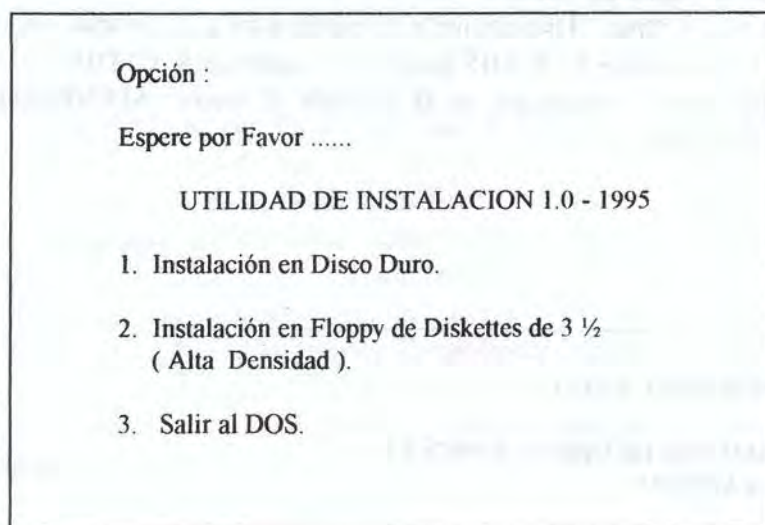 Opción :
Espere por Favor ......
UTILIDAD DE INSTALACION 1.0 - 1995
1. Instalación en Disco Duro.
2. Instalación en Floppy de Diskettes de 3 ½
( Alta Densidad ).
3. Salir al DOS.